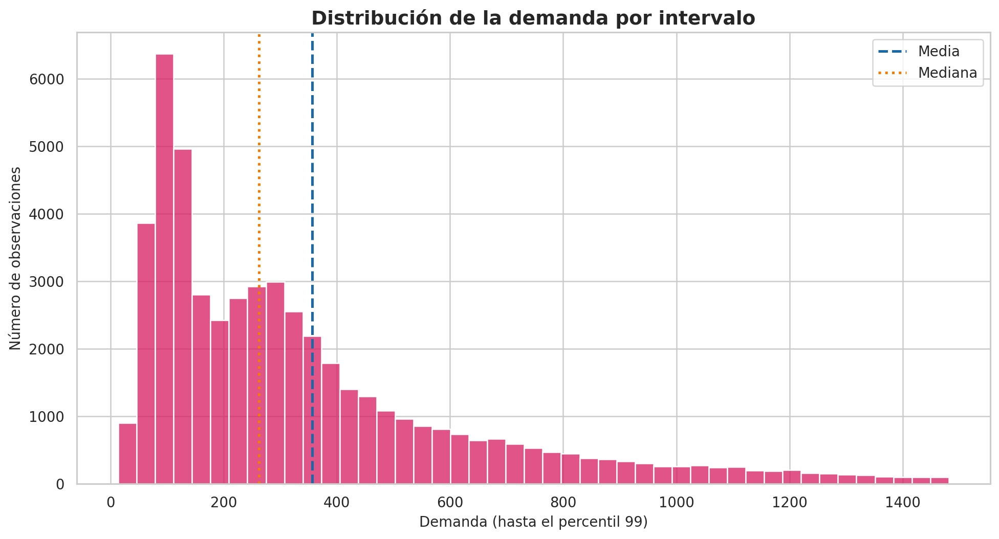 Distribución de la demanda por intervalo
Media
Mediana
Número de observaciones
6000
5000
4000
3000
2000
1000
0
0 200 400 600 800 1000 1200 1400
Demanda (hasta el percentil 99)